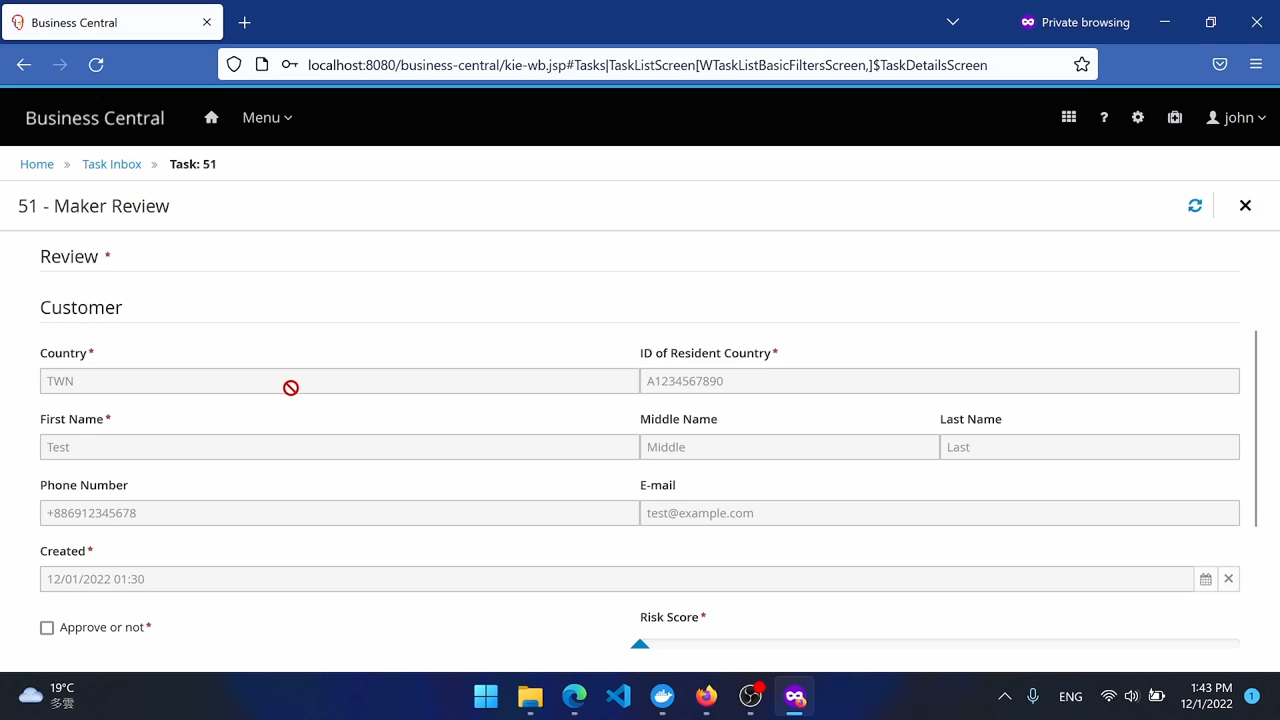 Business Central
Private browsing
localhost:8080/business-central/kie-wb.jsp#Tasks|TaskListScreen[WTaskListBasicFiltersScreen,]$TaskDetailsScreen
Business Central
Menu
?
john
Home » Task Inbox » Task: 51
51 - Maker Review
Review *
Customer
Country* ID of Resident Country*
TWN A1234567890
First Name* Middle Name Last Name
Test Middle Last
Phone Number E-mail
+886912345678 test@example.com
Created*
12/01/2022 01:30
Approve or not* Risk Score*
19°C
多雲
ENG
1:43 PM
12/1/2022
1